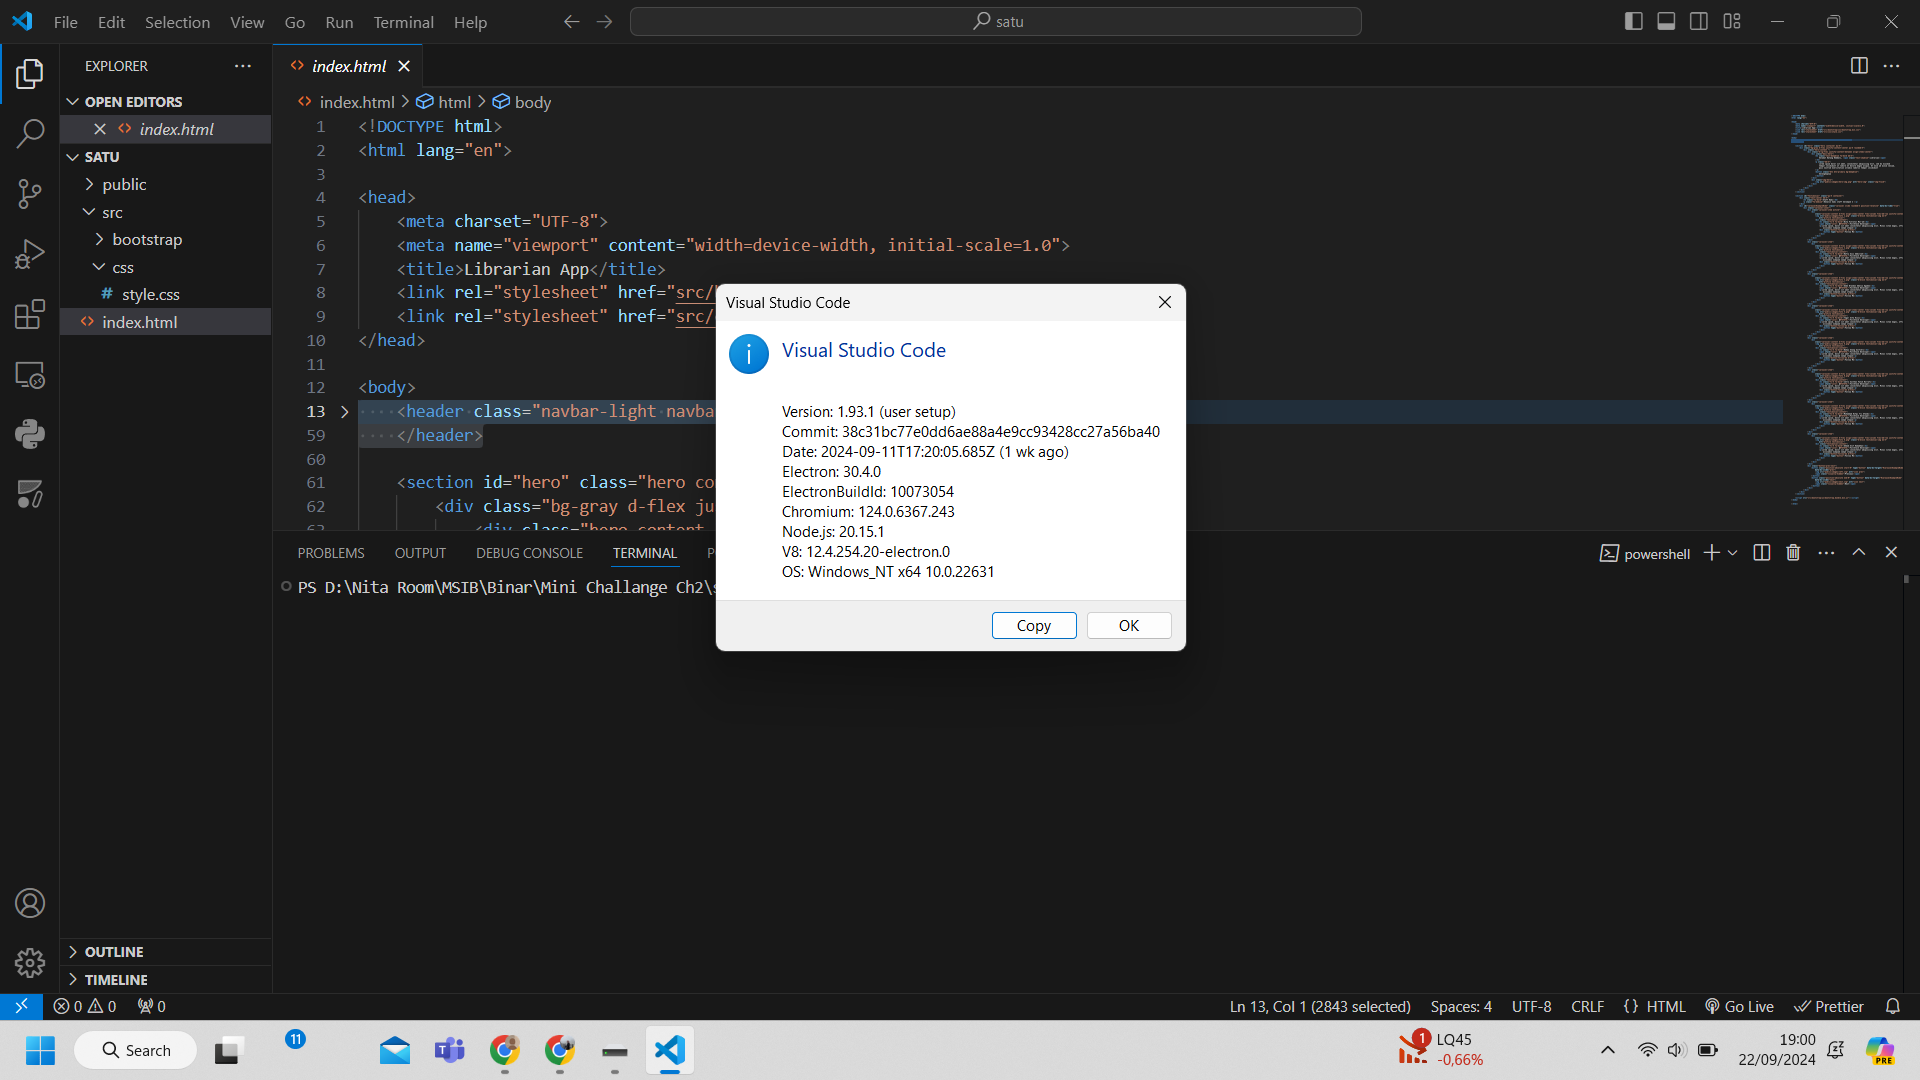 File Edit Selection View Go Run Terminal Help
satu
EXPLORER
OPEN EDITORS
index.html
SATU
public
src
bootstrap
css
# style.css
index.html
OUTLINE
TIMELINE
index.html
index.html > html > body
1 <!DOCTYPE html>
2 <html lang="en">
3
4 <head>
5 <meta charset="UTF-8">
6 <meta name="viewport" content="width=device-width, initial-scale=1.0">
7 <title>Librarian App</title>
8 <link rel="stylesheet" href="src/
9 <link rel="stylesheet" href="src/
10 </head>
11
12 <body>
13 <header class="navbar-light navba
59 </header>
60
61 <section id="hero" class="hero co
62 <div class="bg-gray d-flex ju
63 <div class="hero-content
PROBLEMS OUTPUT DEBUG CONSOLE TERMINAL
powershell
PS D:\Nita Room\MSIB\Binar\Mini Challange Ch2\
Visual Studio Code
Visual Studio Code
Version: 1.93.1 (user setup)
Commit: 38c31bc77e0dd6ae88a4e9cc93428cc27a56ba40
Date: 2024-09-11T17:20:05.685Z (1 wk ago)
Electron: 30.4.0
ElectronBuildId: 10073054
Chromium: 124.0.6367.243
Node.js: 20.15.1
V8: 12.4.254.20-electron.0
OS: Windows_NT x64 10.0.22631
Copy OK
0 0 0
Ln 13, Col 1 (2843 selected) Spaces: 4 UTF-8 CRLF {} HTML Go Live Prettier
Search
11
1
LQ45
-0,66%
19:00
22/09/2024
PRE